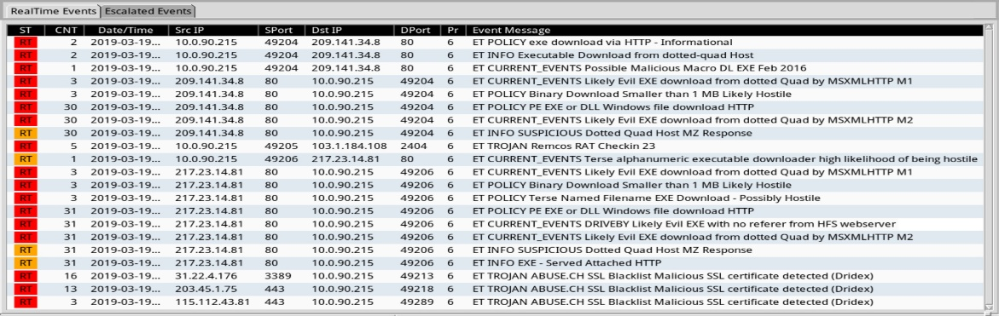 RealTime Events Escalated Events
ST CNT Date/Time Src IP SPort Dst IP DPort Pr Event Message
RT 2 2019-03-19... 10.0.90.215 49204 209.141.34.8 80 6 ET POLICY exe download via HTTP - Informational
RT 2 2019-03-19... 10.0.90.215 49204 209.141.34.8 80 6 ET INFO Executable Download from dotted-quad Host
RT 1 2019-03-19... 10.0.90.215 49204 209.141.34.8 80 6 ET CURRENT_EVENTS Possible Malicious Macro DL EXE Feb 2016
RT 3 2019-03-19... 209.141.34.8 80 10.0.90.215 49204 6 ET CURRENT_EVENTS Likely Evil EXE download from dotted Quad by MSXMLHTTP M1
RT 3 2019-03-19... 209.141.34.8 80 10.0.90.215 49204 6 ET POLICY Binary Download Smaller than 1 MB Likely Hostile
RT 30 2019-03-19... 209.141.34.8 80 10.0.90.215 49204 6 ET POLICY PE EXE or DLL Windows file download HTTP
RT 30 2019-03-19... 209.141.34.8 80 10.0.90.215 49204 6 ET CURRENT_EVENTS Likely Evil EXE download from dotted Quad by MSXMLHTTP M2
RT 30 2019-03-19... 209.141.34.8 80 10.0.90.215 49204 6 ET INFO SUSPICIOUS Dotted Quad Host MZ Response
RT 5 2019-03-19... 10.0.90.215 49205 103.1.184.108 2404 6 ET TROJAN Remcos RAT Checkin 23
RT 1 2019-03-19... 10.0.90.215 49206 217.23.14.81 80 6 ET CURRENT_EVENTS Terse alphanumeric executable downloader high likelihood of being hostile
RT 3 2019-03-19... 217.23.14.81 80 10.0.90.215 49206 6 ET CURRENT_EVENTS Likely Evil EXE download from dotted Quad by MSXMLHTTP M1
RT 3 2019-03-19... 217.23.14.81 80 10.0.90.215 49206 6 ET POLICY Binary Download Smaller than 1 MB Likely Hostile
RT 3 2019-03-19... 217.23.14.81 80 10.0.90.215 49206 6 ET POLICY Terse Named Filename EXE Download - Possibly Hostile
RT 31 2019-03-19... 217.23.14.81 80 10.0.90.215 49206 6 ET POLICY PE EXE or DLL Windows file download HTTP
RT 31 2019-03-19... 217.23.14.81 80 10.0.90.215 49206 6 ET CURRENT_EVENTS DRIVEBY Likely Evil EXE with no referer from HFS webserver
RT 31 2019-03-19... 217.23.14.81 80 10.0.90.215 49206 6 ET CURRENT_EVENTS Likely Evil EXE download from dotted Quad by MSXMLHTTP M2
RT 31 2019-03-19... 217.23.14.81 80 10.0.90.215 49206 6 ET INFO SUSPICIOUS Dotted Quad Host MZ Response
RT 31 2019-03-19... 217.23.14.81 80 10.0.90.215 49206 6 ET INFO EXE - Served Attached HTTP
RT 16 2019-03-19... 31.22.4.176 3389 10.0.90.215 49213 6 ET TROJAN ABUSE.CH SSL Blacklist Malicious SSL certificate detected (Dridex)
RT 13 2019-03-19... 203.45.1.75 443 10.0.90.215 49218 6 ET TROJAN ABUSE.CH SSL Blacklist Malicious SSL certificate detected (Dridex)
RT 3 2019-03-19... 115.112.43.81 443 10.0.90.215 49289 6 ET TROJAN ABUSE.CH SSL Blacklist Malicious SSL certificate detected (Dridex)